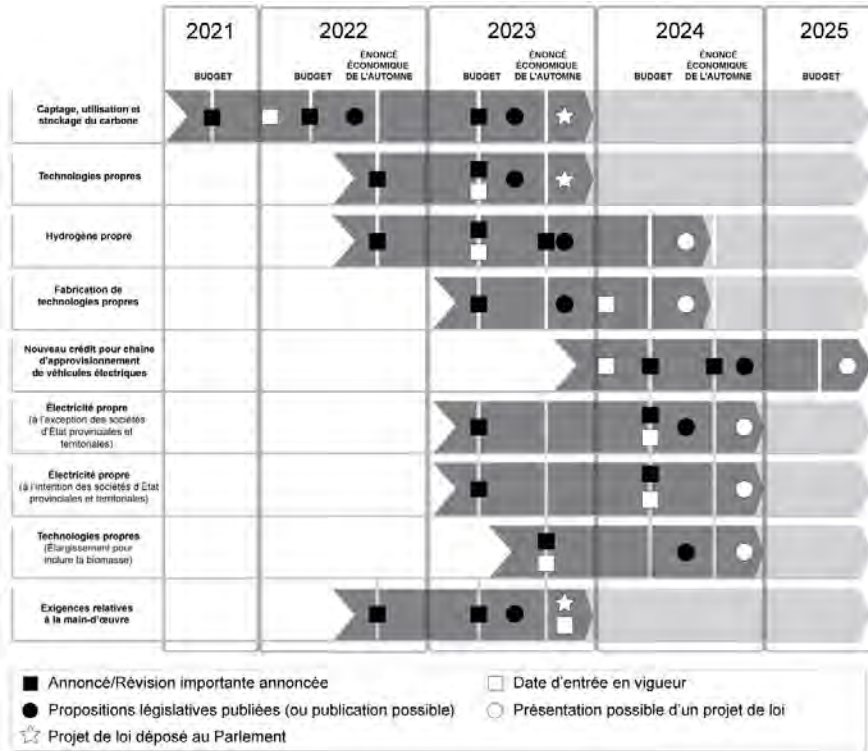 2021 2022 2023 2024 2025
BUDGET BUDGET ÉNONCÉ ÉCONOMIQUE DE L'AUTOMNE BUDGET ÉNONCÉ ÉCONOMIQUE DE L'AUTOMNE BUDGET ÉNONCÉ ÉCONOMIQUE DE L'AUTOMNE BUDGET
Captage, utilisation et
stockage du carbone
Technologies propres
Hydrogène propre
Fabrication de
technologies propres
Nouveau crédit pour chaîne
d'approvisionnement
de véhicules électriques
Électricité propre
(à l'exception des sociétés
d'État provinciales et
territoriales)
Électricité propre
(à l'intention des sociétés d'État
provinciales et territoriales)
Technologies propres
(Élargissement pour
inclure la biomasse)
Exigences relatives
à la main-d'œuvre
Annoncé/Révision importante annoncée
Date d'entrée en vigueur
Propositions législatives publiées (ou publication possible)
Présentation possible d'un projet de loi
Projet de loi déposé au Parlement